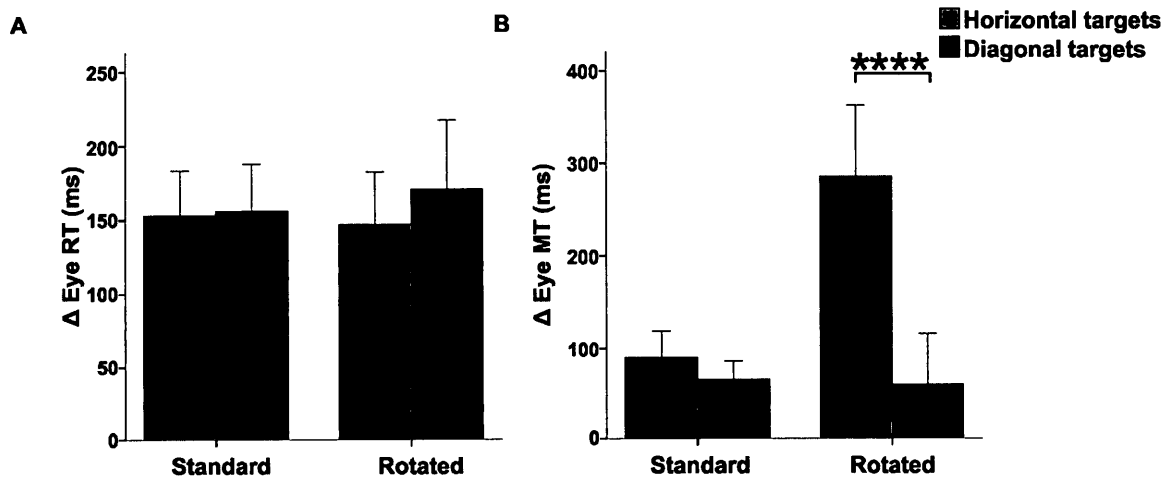 A
B
Horizontal targets
Diagonal targets
****
Δ Eye RT (ms)
250
200
150
100
50
0
Standard
Rotated
Δ Eye MT (ms)
400
300
200
100
0
Standard
Rotated